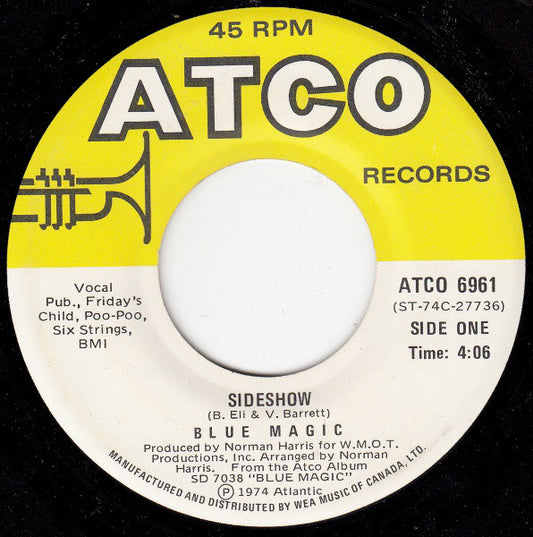 45 RPM
ATCO
RECORDS
Vocal
Pub., Friday's
Child, Poo-Poo,
Six Strings,
BMI
ATCO 6961
(ST-74C-27736)
SIDE ONE
Time: 4:06
SIDESHOW
(B. Eli & V. Barrett)
BLUE MAGIC
Produced by Norman Harris for W.M.O.T.
Productions, Inc. Arranged by Norman
Harris. From the Atco Album
SD 7038 "BLUE MAGIC"
Ⓟ 1974 Atlantic
MANUFACTURED AND DISTRIBUTED BY WEA MUSIC OF CANADA, LTD.